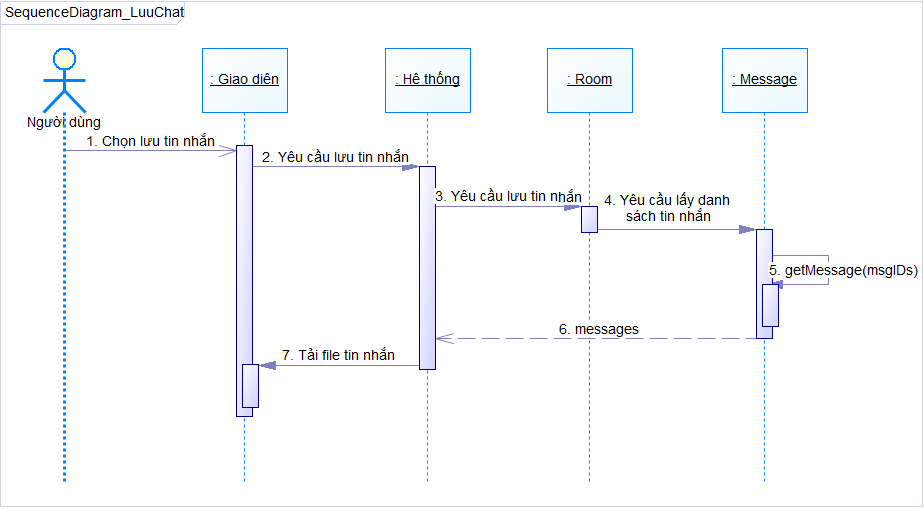 SequenceDiagram_LuuChat
Người dùng
: Giao diên
: Hê thống
: Room
: Message
1. Chọn lưu tin nhắn
2. Yêu cầu lưu tin nhắn
3. Yêu cầu lưu tin nhắn
4. Yêu cầu lấy danh
sách tin nhắn
5. getMessage(msgIDs)
6. messages
7. Tải file tin nhắn